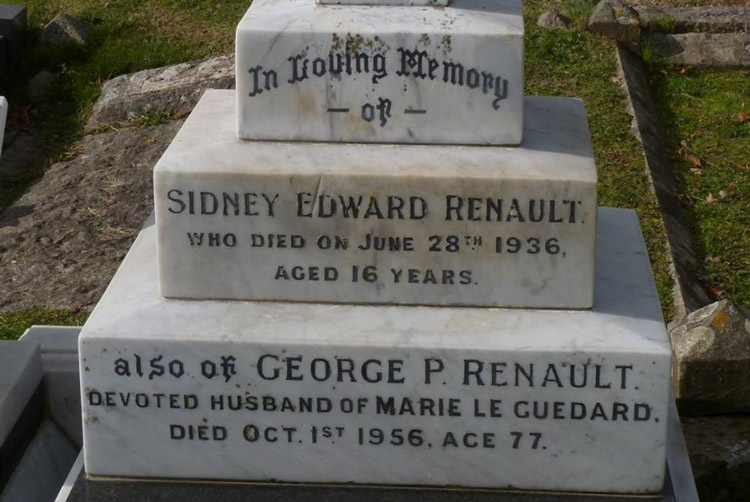 In Loving Memory
— of —
SIDNEY EDWARD RENAULT.
WHO DIED ON JUNE 28TH 1936,
AGED 16 YEARS.
also of GEORGE P. RENAULT.
DEVOTED HUSBAND OF MARIE LE GUEDARD.
DIED OCT. 1ST 1956, AGE 77.